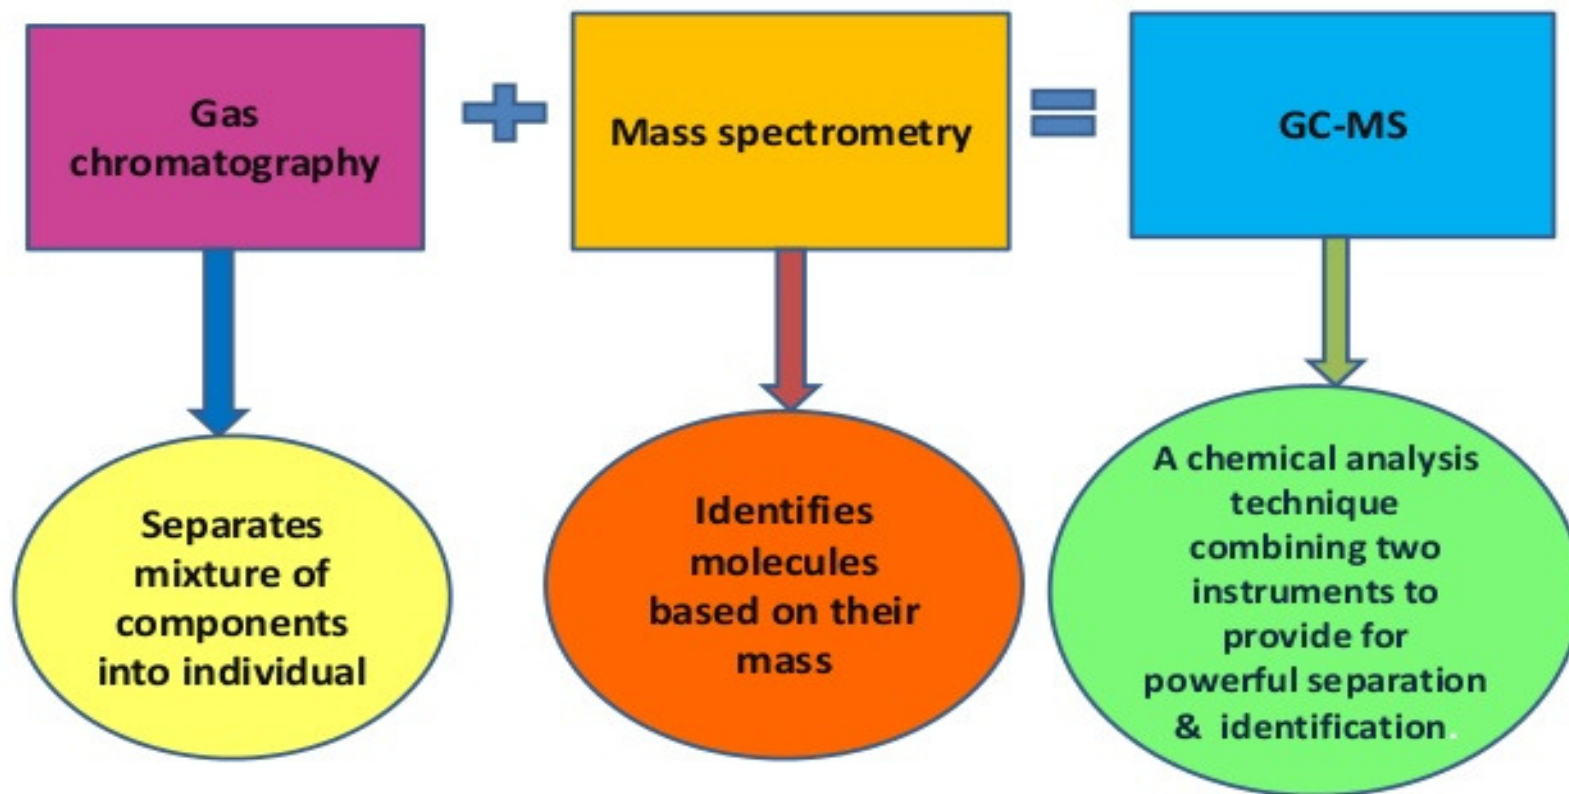 Gas
chromatography
Mass spectrometry
GC-MS
Separates
mixture of
components
into individual
Identifies
molecules
based on their
mass
A chemical analysis
technique
combining two
instruments to
provide for
powerful separation
& identification.